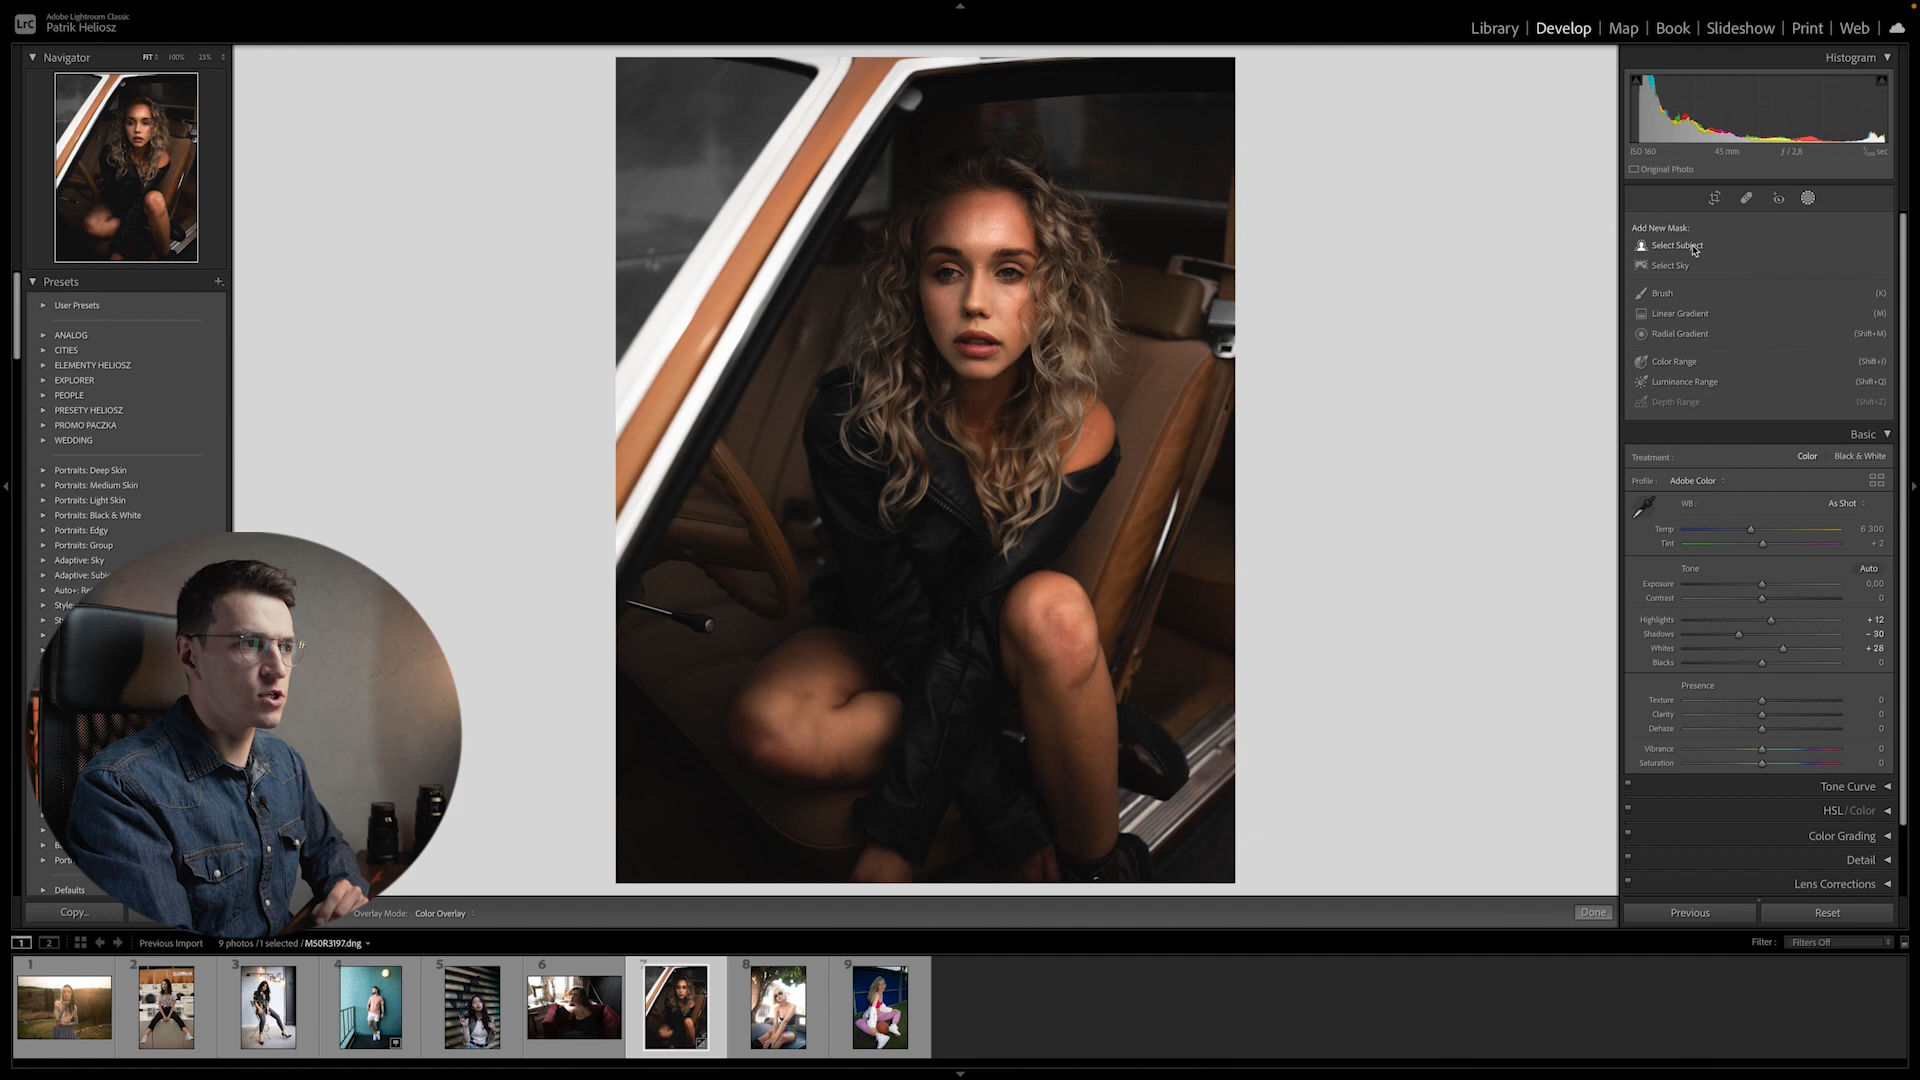 LrC
Adobe Lightroom Classic
Patrik Heliosz
Library | Develop | Map | Book | Slideshow | Print | Web
Navigator
FIT
100%
25%
Presets
+
User Presets
ANALOG
CITIES
ELEMENTY HELIOSZ
EXPLORER
PEOPLE
PRESETY HELIOSZ
PROMO PACZKA
WEDDING
Portraits: Deep Skin
Portraits: Medium Skin
Portraits: Light Skin
Portraits: Black & White
Portraits: Edgy
Portraits: Group
Adaptive: Sky
Adaptive: Subj
Auto+: Re
Style:
Defaults
Copy...
Overlay Mode: Color Overlay
Done
Histogram
ISO 160
45 mm
ƒ / 2,8
sec
Original Photo
Add New Mask:
Select Subject
Select Sky
Brush (K)
Linear Gradient (M)
Radial Gradient (Shift+M)
Color Range (Shift+J)
Luminance Range (Shift+Q)
Depth Range (Shift+Z)
Basic
Treatment : Color Black & White
Profile : Adobe Color
WB : As Shot
Temp 6 300
Tint + 2
Tone Auto
Exposure 0,00
Contrast 0
Highlights + 12
Shadows − 30
Whites + 28
Blacks 0
Presence
Texture 0
Clarity 0
Dehaze 0
Vibrance 0
Saturation 0
Tone Curve
HSL / Color
Color Grading
Detail
Lens Corrections
Previous
Reset
1 2
Previous Import
9 photos / 1 selected / M50R3197.dng
Filter : Filters Off
1 2 3 4 5 6 7 8 9